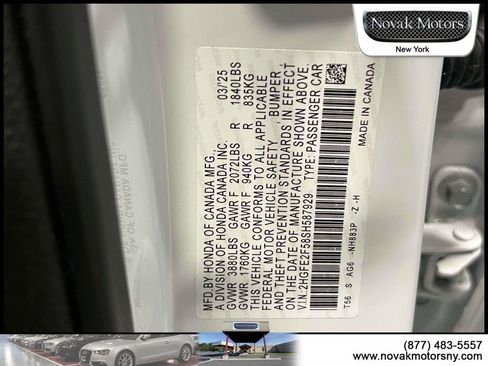 Novak Motors
New York
MFD. BY HONDA OF CANADA MFG. 03/25
A DIVISION OF HONDA CANADA INC.
GVWR 3880LBS GAWR F 2072LBS R 1840LBS
GVWR 1760KG GAWR F 940KG R 835KG
THIS VEHICLE CONFORMS TO ALL APPLICABLE
FEDERAL MOTOR VEHICLE SAFETY, BUMPER,
AND THEFT PREVENTION STANDARDS IN EFFECT
ON THE DATE OF MANUFACTURE SHOWN ABOVE.
V.I.N:2HGFE2F58SH587929 TYPE:PASSENGER CAR
T56 S AG6 -NH883P -Z-H
MADE IN CANADA
(877) 483-5557
www.novakmotorsny.com